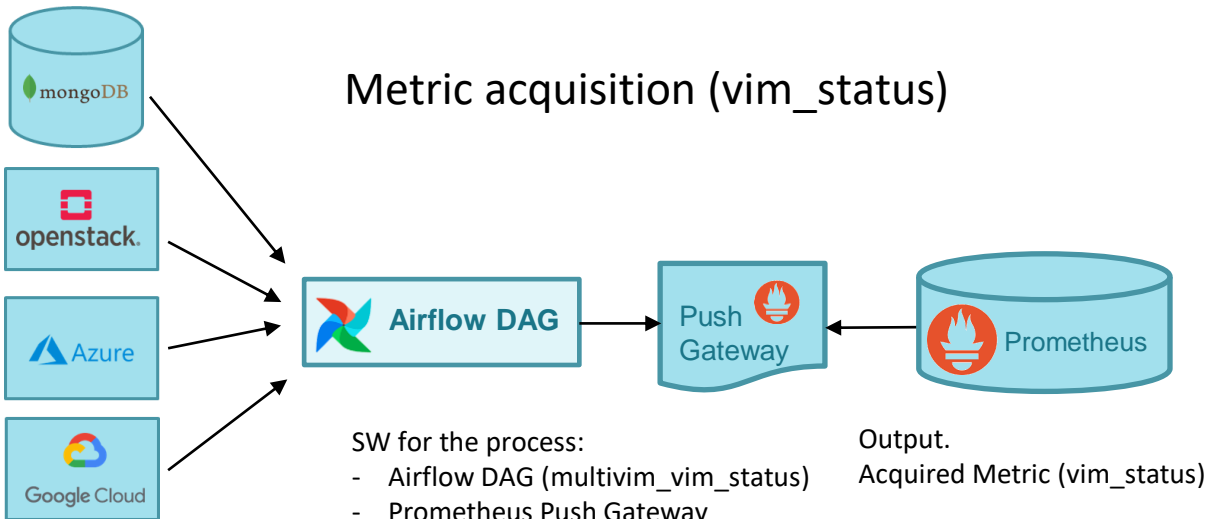 mongoDB
Metric acquisition (vim_status)
openstack.
Azure
Google Cloud
Airflow DAG
Push
Gateway
Prometheus
SW for the process:
- Airflow DAG (multivim_vim_status)
- Prometheus Push Gateway
Output.
Acquired Metric (vim_status)